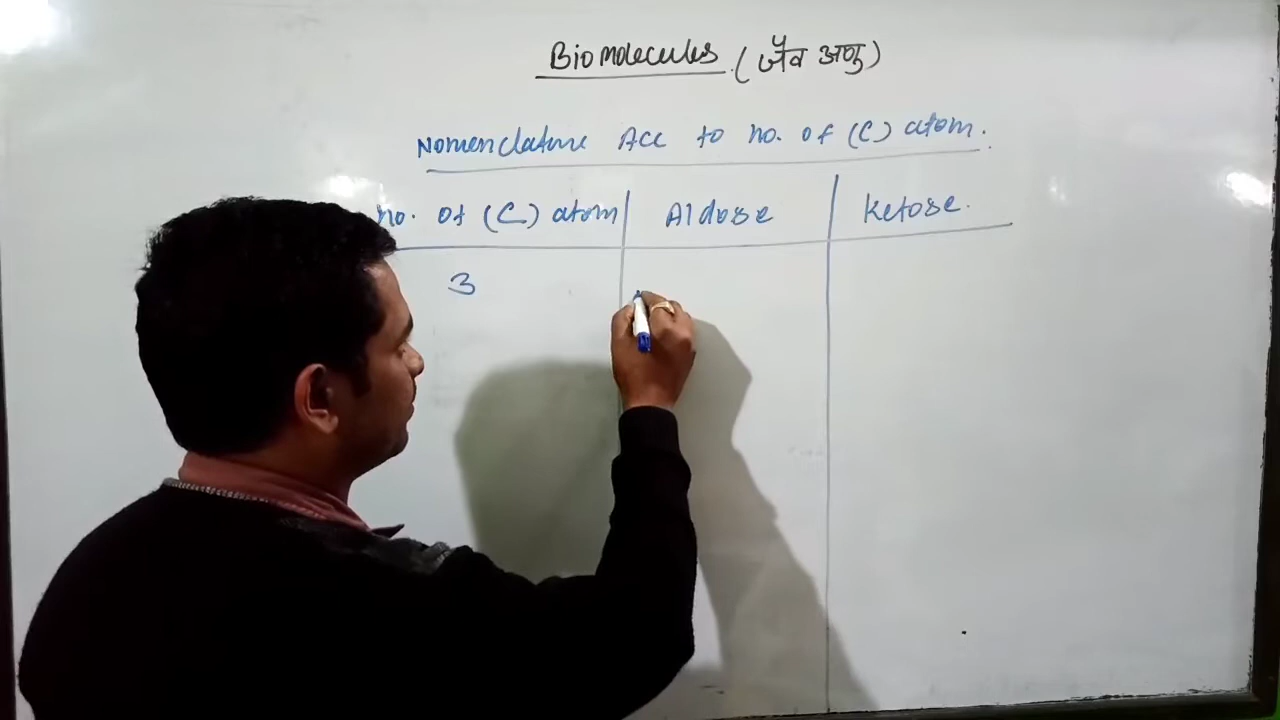 Biomolecules (जैव अणु)
Nomenclature Acc to no. of (C) atom.
no. of (C) atom Aldose Ketose.
3